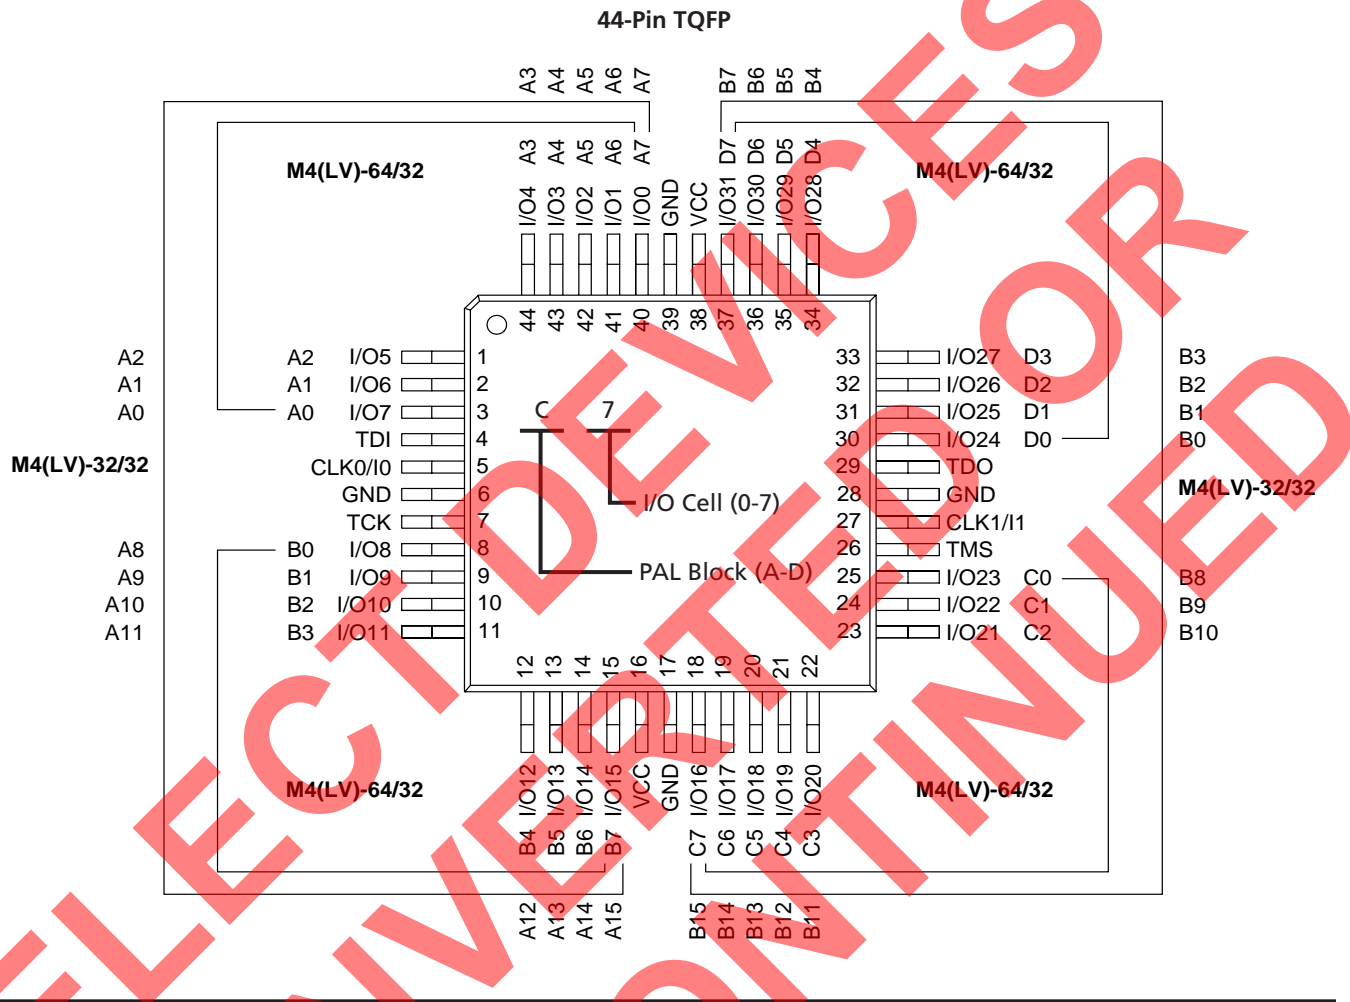 44-Pin TQFP
A3 A4 A5 A6 A7 B7 B6 B5 B4
M4(LV)-64/32 A3 A4 A5 A6 A7 D7 D6 D5 D4 M4(LV)-64/32
I/O4 I/O3 I/O2 I/O1 I/O0 GND VCC I/O31 I/O30 I/O29 I/O28
44 43 42 41 40 39 38 37 36 35 34
A2 A2 I/O5 1 33 I/O27 D3 B3
A1 A1 I/O6 2 32 I/O26 D2 B2
A0 A0 I/O7 3 C 7 31 I/O25 D1 B1
TDI 4 30 I/O24 D0 B0
M4(LV)-32/32 CLK0/I0 5 29 TDO
GND 6 28 GND M4(LV)-32/32
I/O Cell (0-7)
TCK 7 27 CLK1/I1
A8 B0 I/O8 8 26 TMS
PAL Block (A-D)
A9 B1 I/O9 9 25 I/O23 C0 B8
A10 B2 I/O10 10 24 I/O22 C1 B9
A11 B3 I/O11 11 23 I/O21 C2 B10
12 13 14 15 16 17 18 19 20 21 22
M4(LV)-64/32 I/O12 I/O13 I/O14 I/O15 VCC GND I/O16 I/O17 I/O18 I/O19 I/O20 M4(LV)-64/32
B4 B5 B6 B7 C7 C6 C5 C4 C3
A12 A13 A14 A15 B15 B14 B13 B12 B11
DEVICES
OR